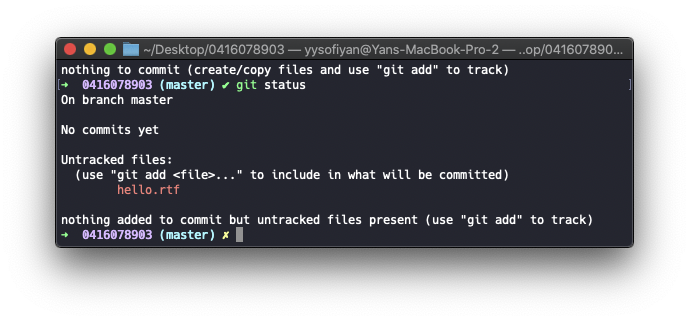 ~/Desktop/0416078903 — yysofiyan@Yans-MacBook-Pro-2 — ..op/041607890...
nothing to commit (create/copy files and use "git add" to track)
[➜  0416078903 (master) ✔ git status ]
On branch master
No commits yet
Untracked files:
  (use "git add <file>..." to include in what will be committed)
        hello.rtf
nothing added to commit but untracked files present (use "git add" to track)
➜  0416078903 (master) ✗